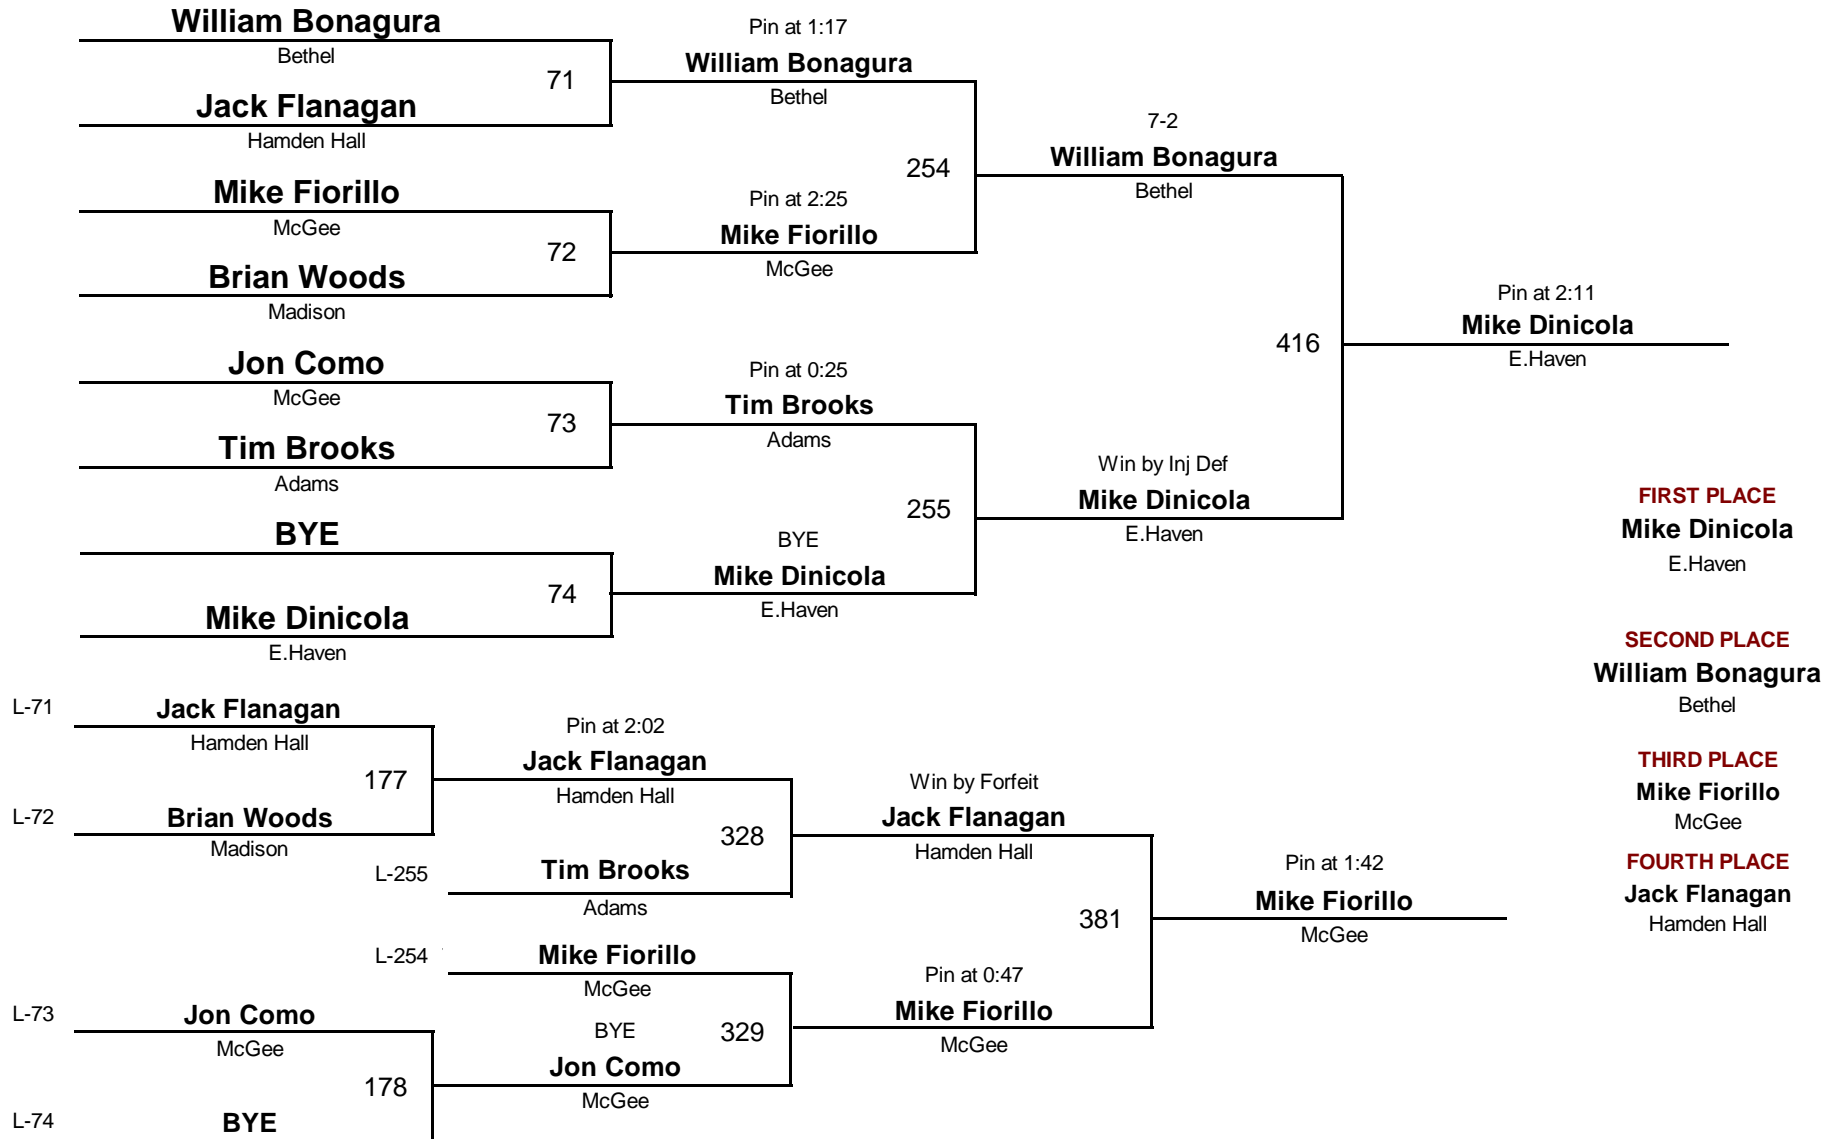 William Bonagura
Bethel
71
Jack Flanagan
Hamden Hall
Mike Fiorillo
McGee
72
Brian Woods
Madison
Jon Como
McGee
73
Tim Brooks
Adams
BYE
74
Mike Dinicola
E.Haven
Pin at 1:17
William Bonagura
Bethel
254
Pin at 2:25
Mike Fiorillo
McGee
Pin at 0:25
Tim Brooks
Adams
255
BYE
Mike Dinicola
E.Haven
7-2
William Bonagura
Bethel
416
Win by Inj Def
Mike Dinicola
E.Haven
Pin at 2:11
Mike Dinicola
E.Haven
FIRST PLACE
Mike Dinicola
E.Haven
SECOND PLACE
William Bonagura
Bethel
THIRD PLACE
Mike Fiorillo
McGee
FOURTH PLACE
Jack Flanagan
Hamden Hall
L-71
Jack Flanagan
Hamden Hall
177
L-72
Brian Woods
Madison
L-73
Jon Como
McGee
178
L-74
BYE
Pin at 2:02
Jack Flanagan
Hamden Hall
328
L-255
Tim Brooks
Adams
L-254
Mike Fiorillo
McGee
BYE
329
Jon Como
McGee
Win by Forfeit
Jack Flanagan
Hamden Hall
381
Pin at 0:47
Mike Fiorillo
McGee
Pin at 1:42
Mike Fiorillo
McGee